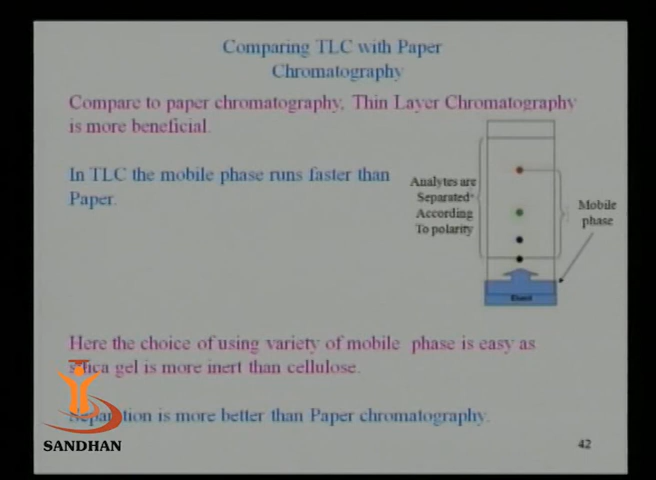 Comparing TLC with Paper
Chromatography
Compare to paper chromatography, Thin Layer Chromatography
is more beneficial.
In TLC the mobile phase runs faster than
Paper.
Analytes are
Separated
According
To polarity
Mobile
phase
Eluent
Here the choice of using variety of mobile phase is easy as
silica gel is more inert than cellulose.
Separation is more better than Paper chromatography.
SANDHAN
42